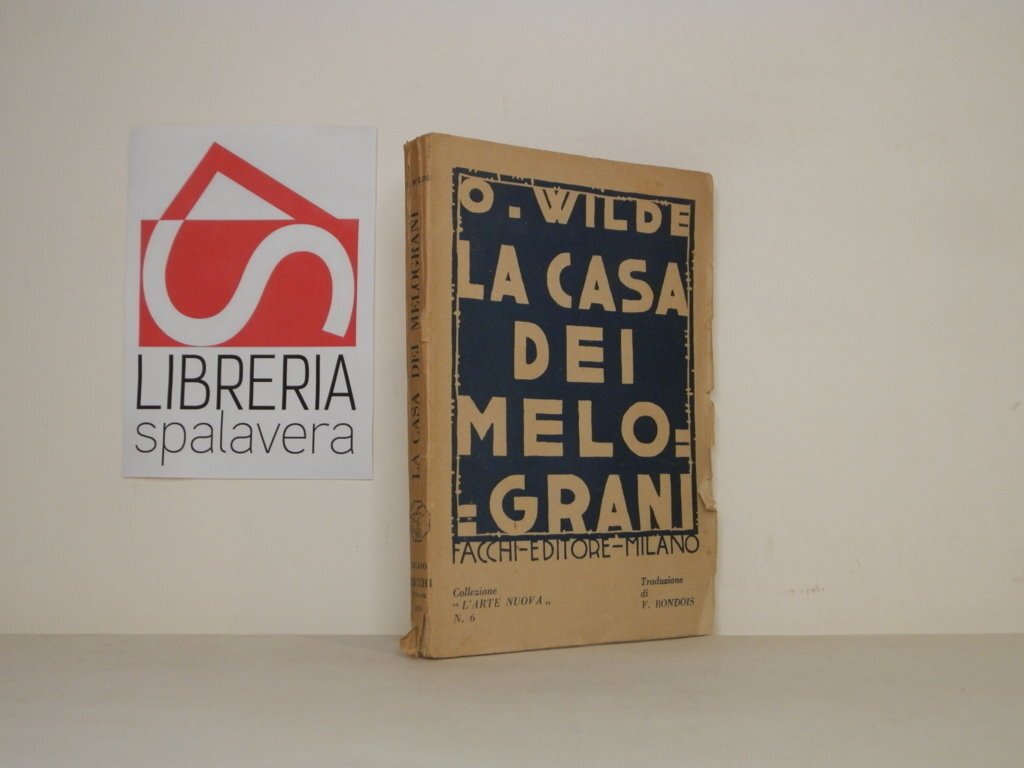 LIBRERIA
spalavera
LA CASA DEI MELOGRANI
MILANO
O. WILDE
LA CASA
DEI
MELO=
=GRANI
FACCHI-EDITORE-MILANO
Collezione
"L'ARTE NUOVA„
N. 6
Traduzione
di
V. BONDOIS